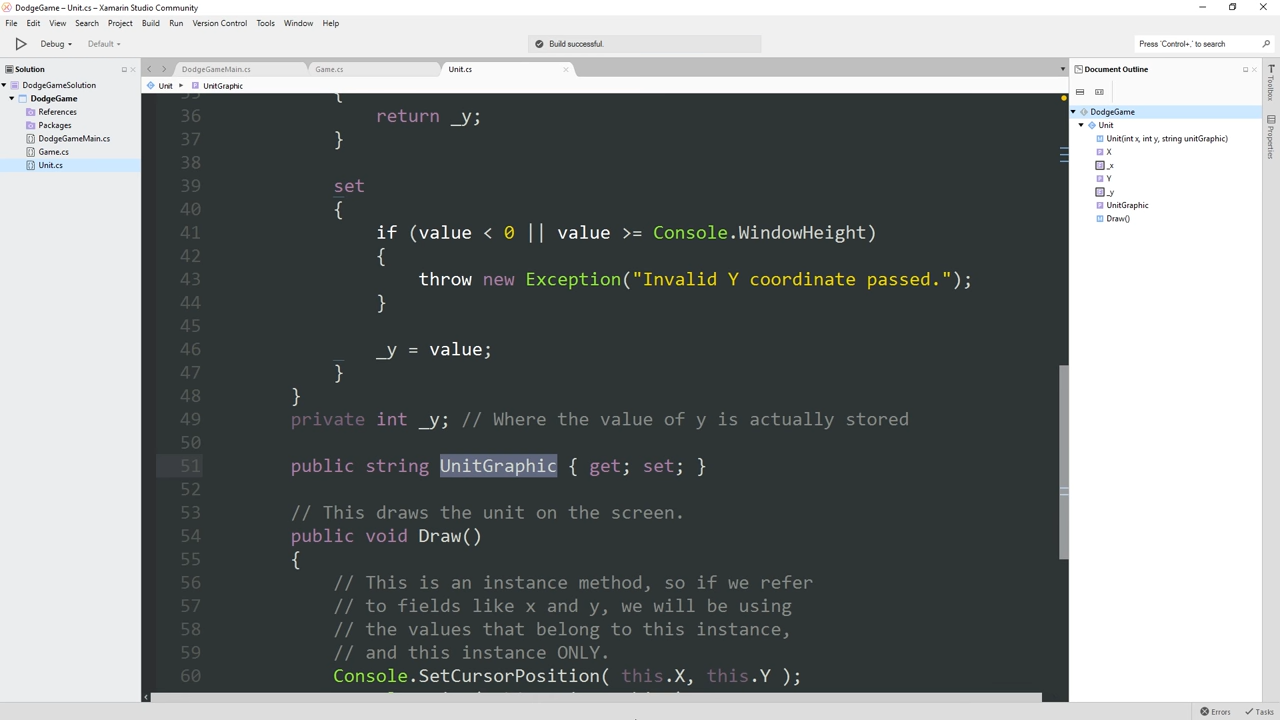 DodgeGame – Unit.cs - Xamarin Studio Community
File Edit View Search Project Build Run Version Control Tools Window Help
Debug Default Build successful. Press 'Control+,' to search
Solution
DodgeGameSolution
DodgeGame
References
Packages
DodgeGameMain.cs
Game.cs
Unit.cs
DodgeGameMain.cs Game.cs Unit.cs
Unit UnitGraphic
{
36 return _y;
37 }
38
39 set
40 {
41 if (value < 0 || value >= Console.WindowHeight)
42 {
43 throw new Exception("Invalid Y coordinate passed.");
44 }
45
46 _y = value;
47 }
48 }
49 private int _y; // Where the value of y is actually stored
50
51 public string UnitGraphic { get; set; }
52
53 // This draws the unit on the screen.
54 public void Draw()
55 {
56 // This is an instance method, so if we refer
57 // to fields like x and y, we will be using
58 // the values that belong to this instance,
59 // and this instance ONLY.
60 Console.SetCursorPosition( this.X, this.Y );
Document Outline
DodgeGame
Unit
Unit(int x, int y, string unitGraphic)
X
_x
Y
_y
UnitGraphic
Draw()
Toolbox
Properties
Errors Tasks